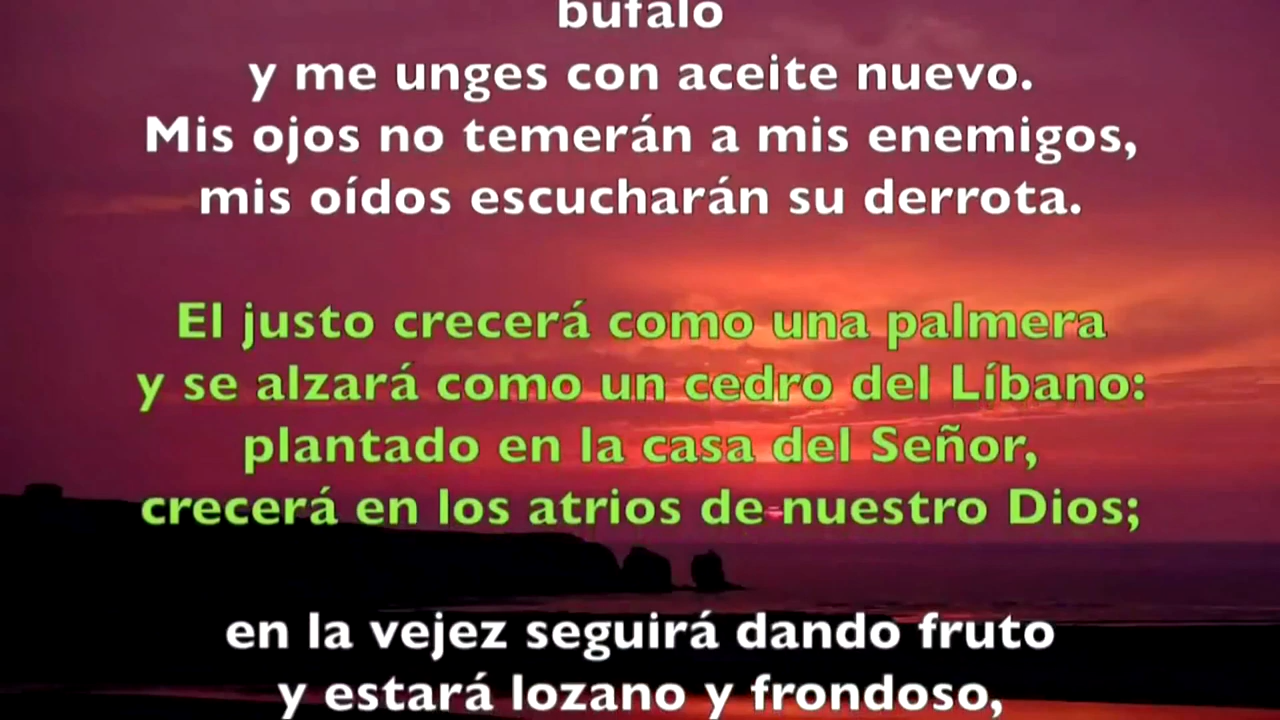 búfalo
y me unges con aceite nuevo.
Mis ojos no temerán a mis enemigos,
mis oídos escucharán su derrota.
El justo crecerá como una palmera
y se alzará como un cedro del Líbano:
plantado en la casa del Señor,
crecerá en los atrios de nuestro Dios;
en la vejez seguirá dando fruto
y estará lozano y frondoso,